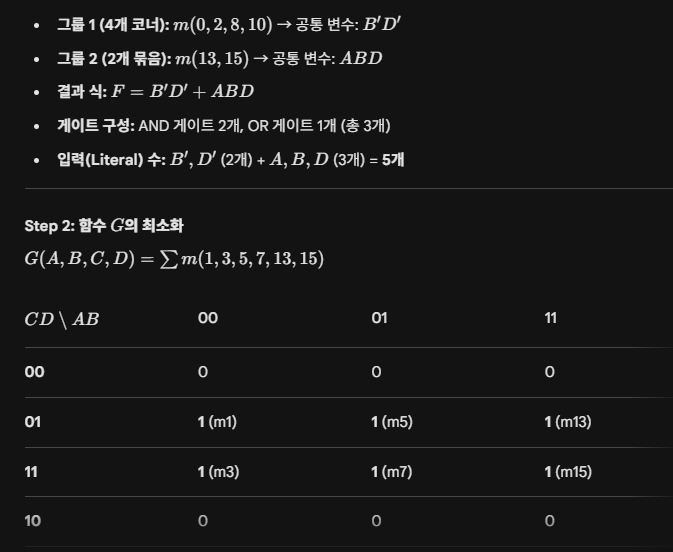 • 그룹 1 (4개 코너): m(0, 2, 8, 10) → 공통 변수: B′D′
• 그룹 2 (2개 묶음): m(13, 15) → 공통 변수: ABD
• 결과 식: F = B′D′ + ABD
• 게이트 구성: AND 게이트 2개, OR 게이트 1개 (총 3개)
• 입력(Literal) 수: B′, D′ (2개) + A, B, D (3개) = 5개
Step 2: 함수 G의 최소화
G(A, B, C, D) = ∑ m(1, 3, 5, 7, 13, 15)
CD \ AB 00 01 11
00 0 0 0
01 1 (m1) 1 (m5) 1 (m13)
11 1 (m3) 1 (m7) 1 (m15)
10 0 0 0